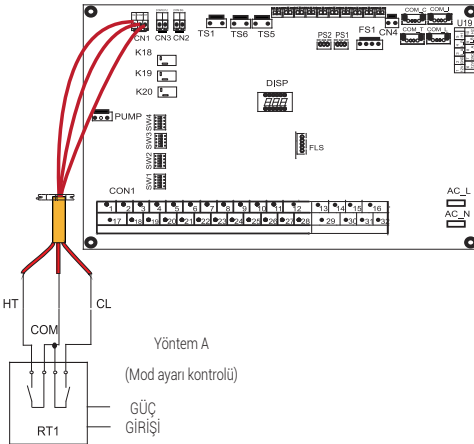 COM_C COM_I
U19
CN1 CN3 CN2
TS1 TS6 TS5
PS2 PS1 FS1 CN4
COM_T COM_L
K18
K19
K20
DISP
PUMP
SW4
SW3
SW2
SW1
FLS
CON1
AC_L
AC_N
1 2 3 4 5 6 7 8 9 10 11 12 13 14 15 16
17 18 19 20 21 22 23 24 25 26 27 28 29 30 31 32
HT CL
COM
Yöntem A
(Mod ayarı kontrolü)
GÜÇ
GİRİŞİ
RT1